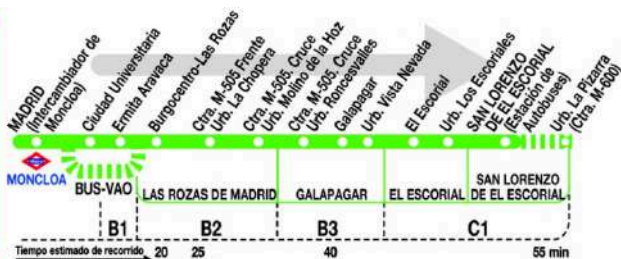 MADRID
(Intercambiador de
Moncloa)
Ciudad Universitaria
Ermita Aravaca
Burgocentro-Las Rozas
Ctra. M-505 Frente
Urb. La Chopera
Ctra. M-505. Cruce
Urb. Molino de la Hoz
Ctra. M-505. Cruce
Urb. Roncesvalles
Galapagar
Urb. Vista Nevada
El Escorial
Urb. Los Escoriales
SAN LORENZO
DE EL ESCORIAL
(Estación de
Autobuses)
Urb. La Pizarra
(Ctra. M-600)
MONCLOA
BUS-VAO
LAS ROZAS DE MADRID
GALAPAGAR
EL ESCORIAL
SAN LORENZO
DE EL ESCORIAL
B1
B2
B3
C1
Tiempo estimado de recorrido 20 25 40 55 min